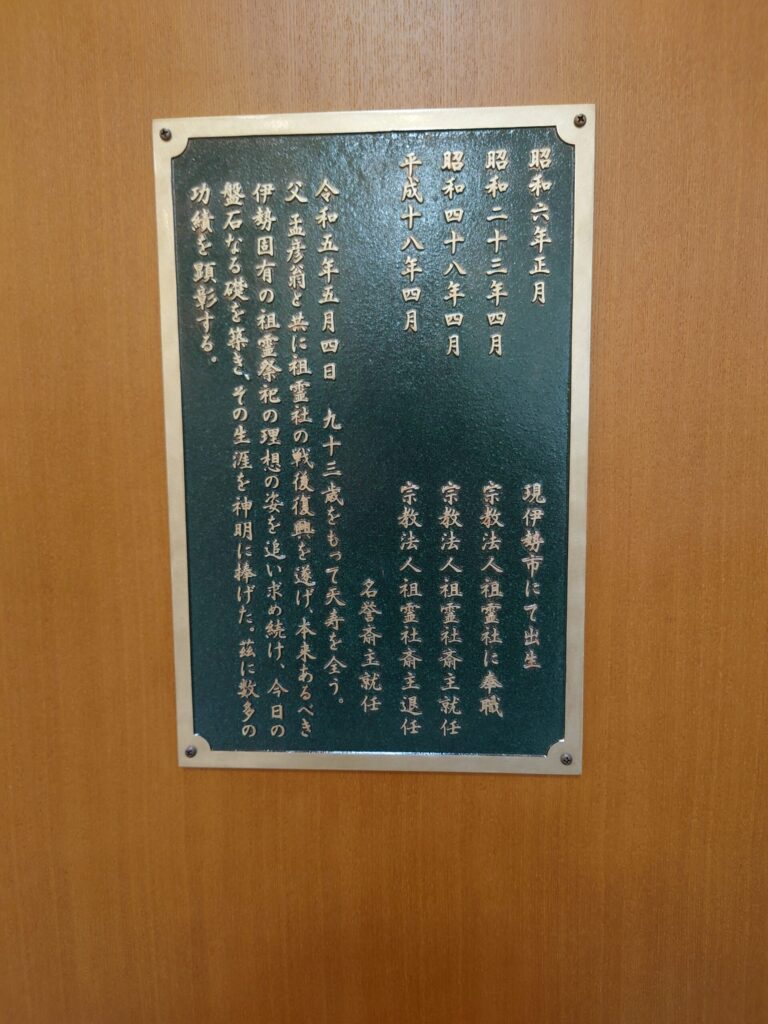 昭和六年正月 現伊勢市にて出生
昭和二十三年四月 宗教法人祖霊社に奉職
昭和四十八年四月 宗教法人祖霊社斎主就任
平成十八年四月 宗教法人祖霊社斎主退任
名誉斎主就任
令和五年五月四日 九十三歳をもって天寿を全う。
父 孟彦翁と共に祖霊社の戦後復興を遂げ、本来あるべき
伊勢固有の祖霊祭祀の理想の姿を追い求め続け、今日の
盤石なる礎を築き、その生涯を神明に捧げた。茲に数多の
功績を顕彰する。